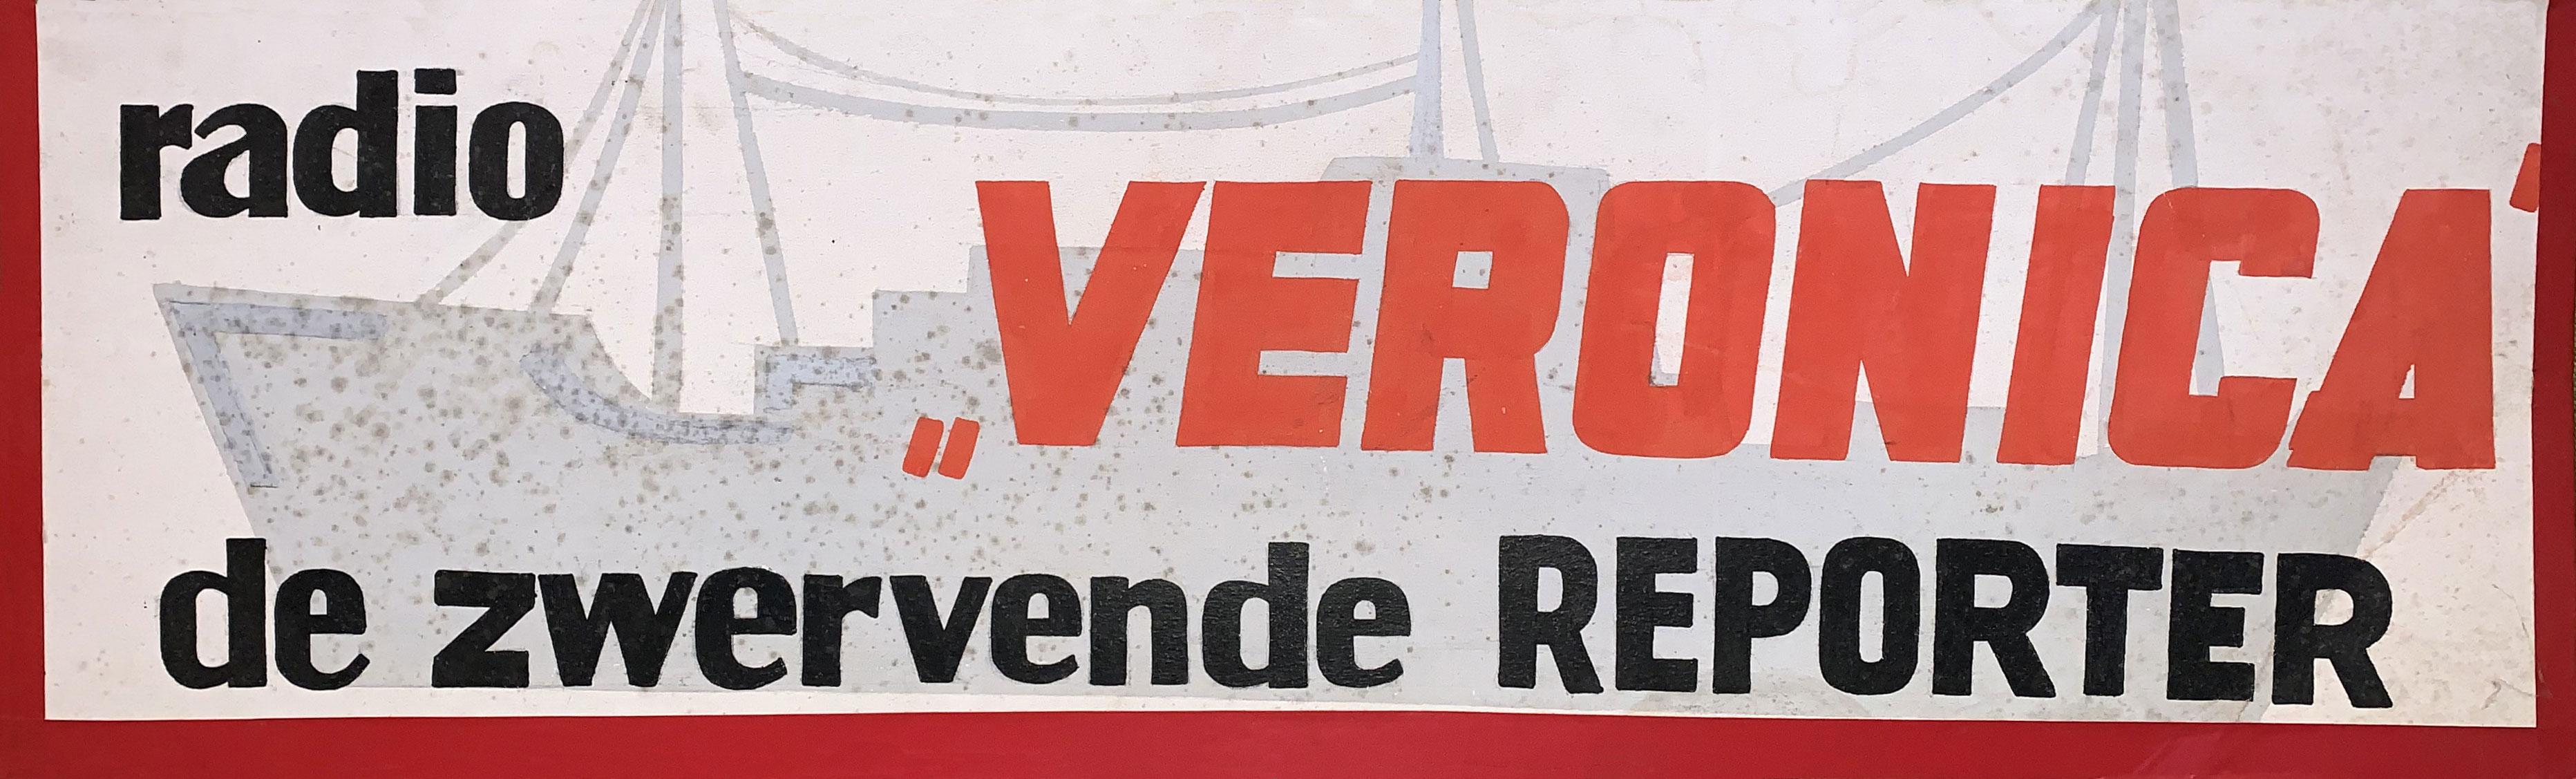 radio
„VERONICA'
de zwervende REPORTER